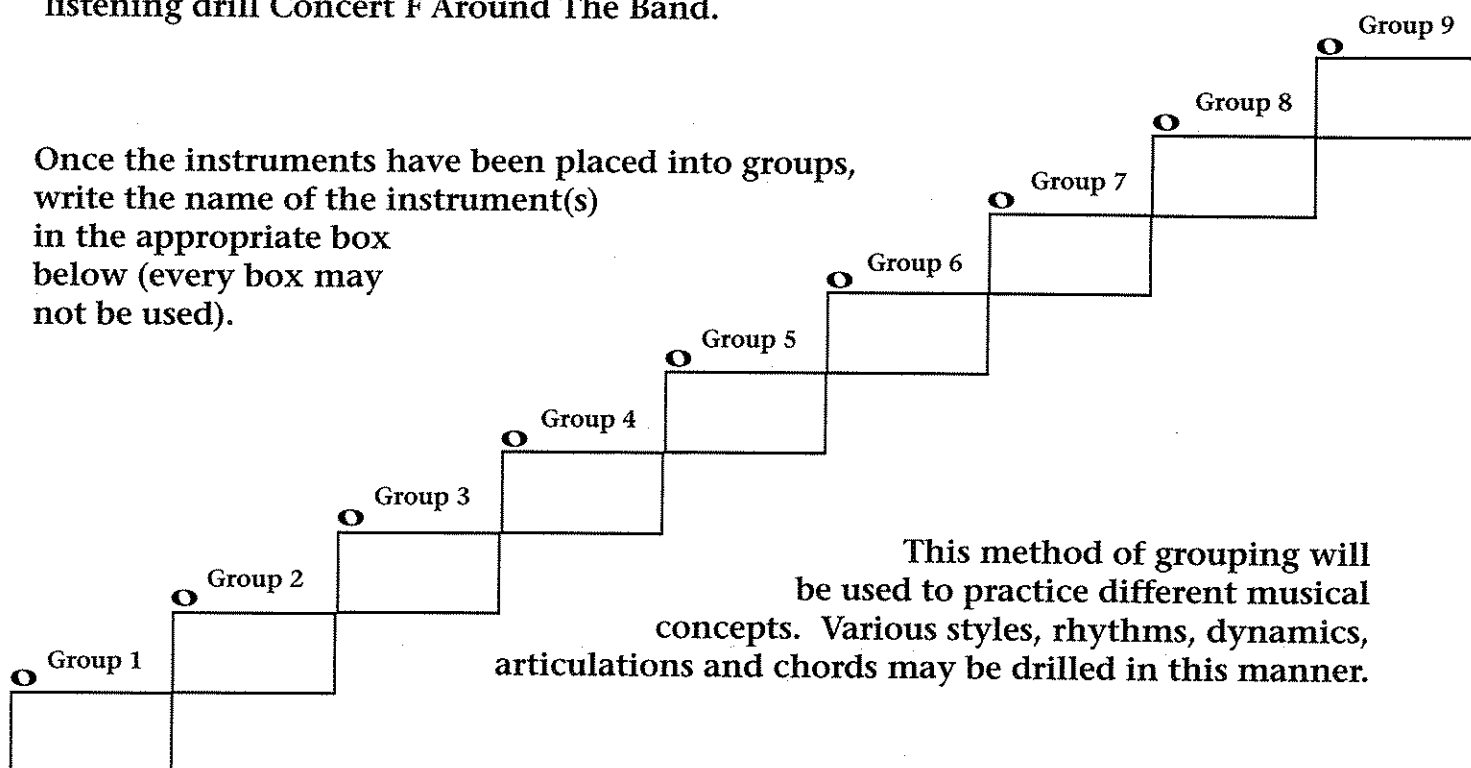 listening drill Concert F Around The Band.
Once the instruments have been placed into groups,
write the name of the instrument(s)
in the appropriate box
below (every box may
not be used).
Group 9
Group 8
Group 7
Group 6
Group 5
Group 4
Group 3
Group 2
Group 1
This method of grouping will
be used to practice different musical
concepts. Various styles, rhythms, dynamics,
articulations and chords may be drilled in this manner.